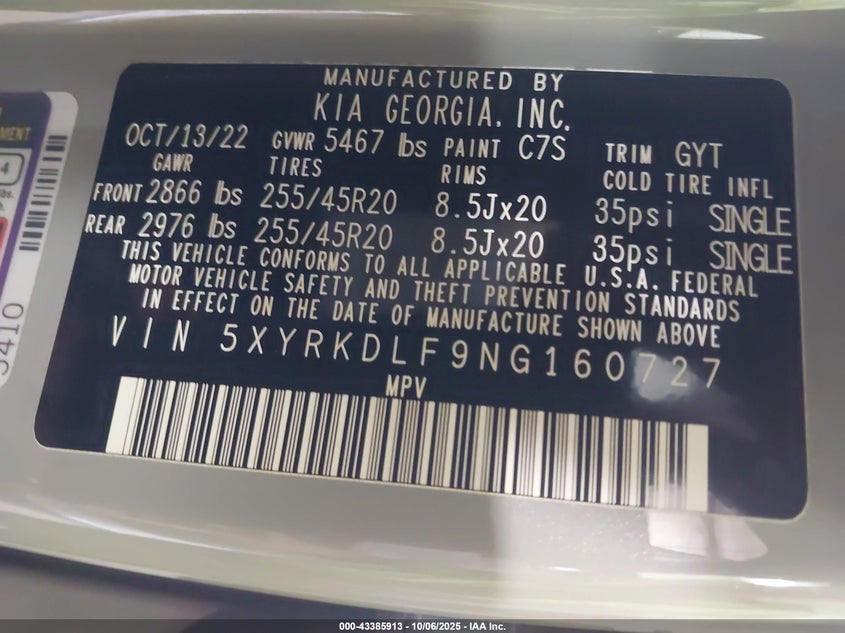 MANUFACTURED BY
KIA GEORGIA, INC.
OCT/13/22 GVWR 5467 lbs PAINT C7S TRIM GYT
GAWR TIRES RIMS COLD TIRE INFL
FRONT 2866 lbs 255/45R20 8.5Jx20 35psi SINGLE
REAR 2976 lbs 255/45R20 8.5Jx20 35psi SINGLE
THIS VEHICLE CONFORMS TO ALL APPLICABLE U.S.A. FEDERAL
MOTOR VEHICLE SAFETY AND THEFT PREVENTION STANDARDS
IN EFFECT ON THE DATE OF MANUFACTURE SHOWN ABOVE
VIN 5XYRKDLF9NG160727
MPV
4
000-43385913 - 10/06/2025 - IAA Inc.